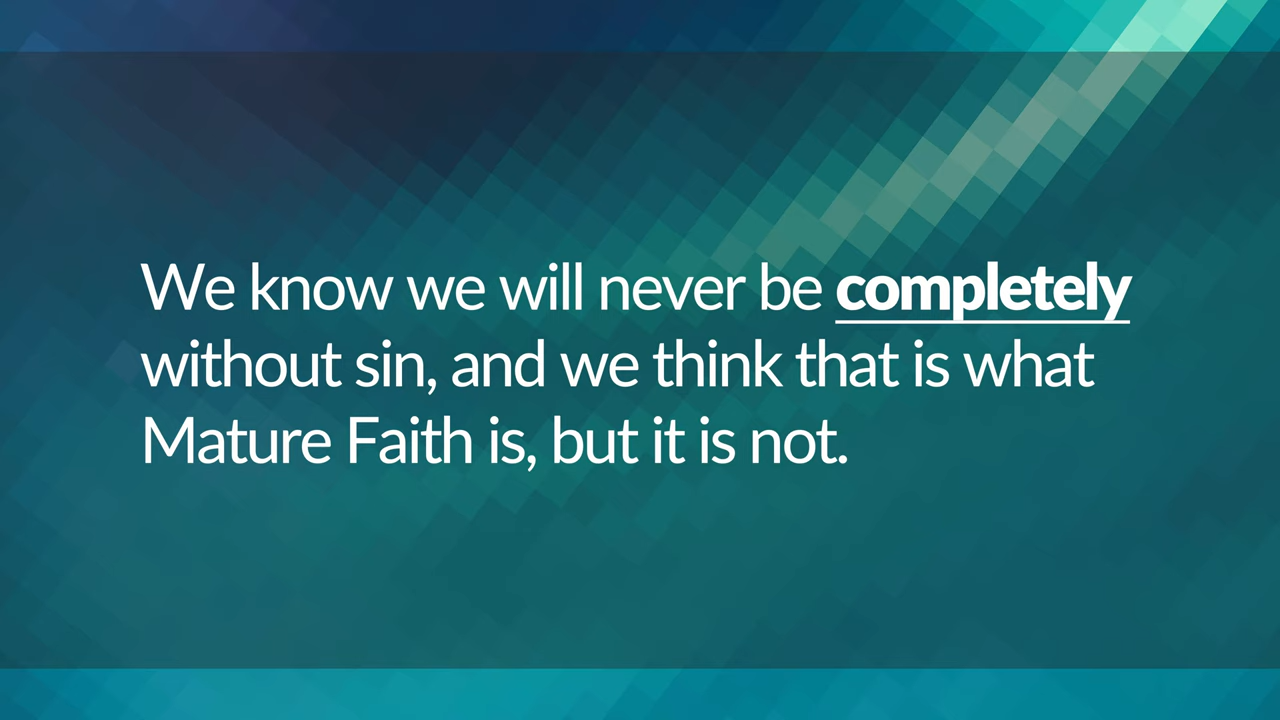 We know we will never be completely
without sin, and we think that is what
Mature Faith is, but it is not.